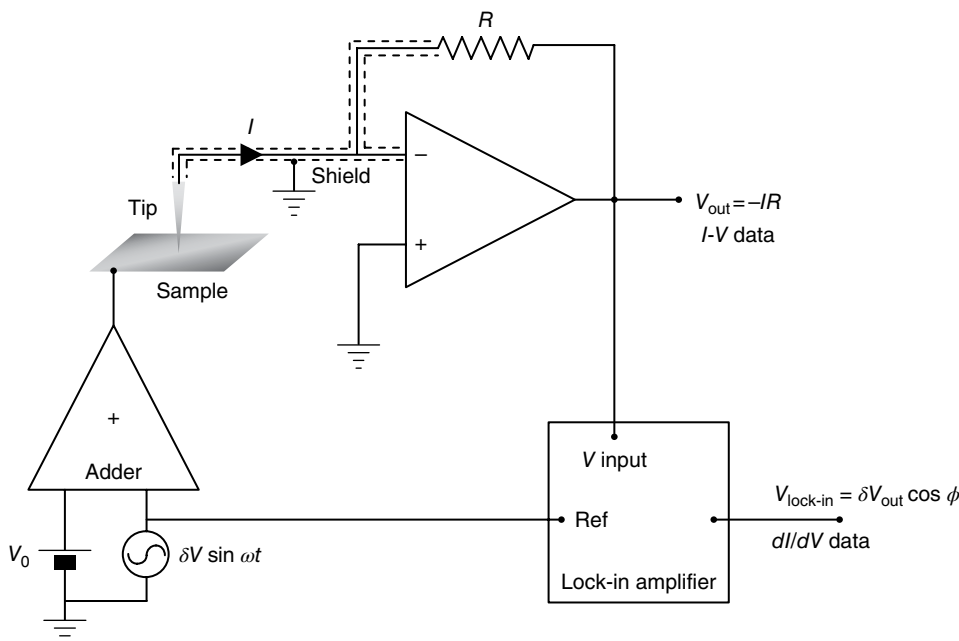 R
I
−
Shield
Tip
V_out = –IR
I-V data
+
Sample
+
Adder
V input
V_lock-in = δV_out cos ϕ
Ref
dI/dV data
V_0
δV sin ωt
Lock-in amplifier